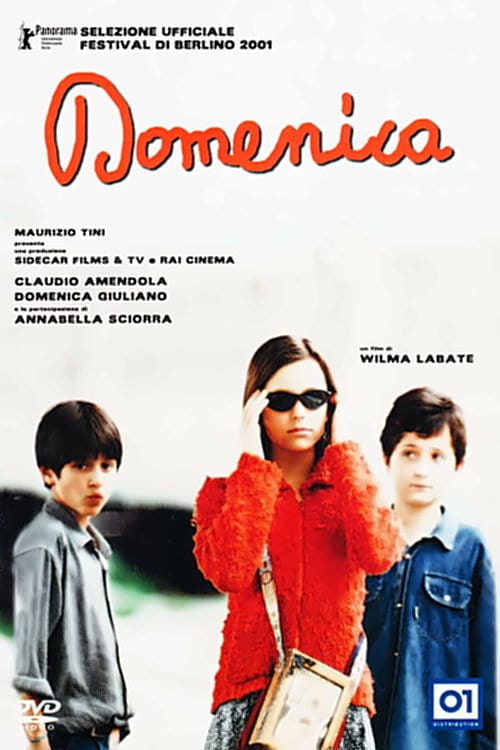 Panorama
SELEZIONE UFFICIALE
FESTIVAL DI BERLINO 2001
Domenica
MAURIZIO TINI
presenta
una produzione
SIDECAR FILMS & TV e RAI CINEMA
CLAUDIO AMENDOLA
DOMENICA GIULIANO
e la partecipazione di
ANNABELLA SCIORRA
un film di
WILMA LABATE
DVD
VIDEO
01
DISTRIBUTION